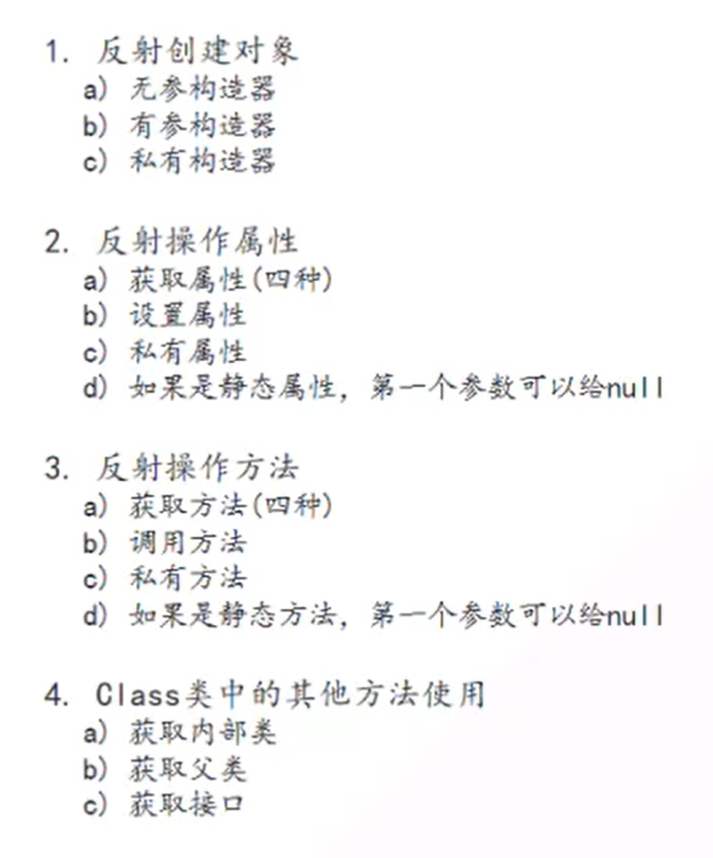 1. 反射创建对象
a) 无参构造器
b) 有参构造器
c) 私有构造器
2. 反射操作属性
a) 获取属性(四种)
b) 设置属性
c) 私有属性
d) 如果是静态属性，第一个参数可以给null
3. 反射操作方法
a) 获取方法(四种)
b) 调用方法
c) 私有方法
d) 如果是静态方法，第一个参数可以给null
4. Class类中的其他方法使用
a) 获取内部类
b) 获取父类
c) 获取接口